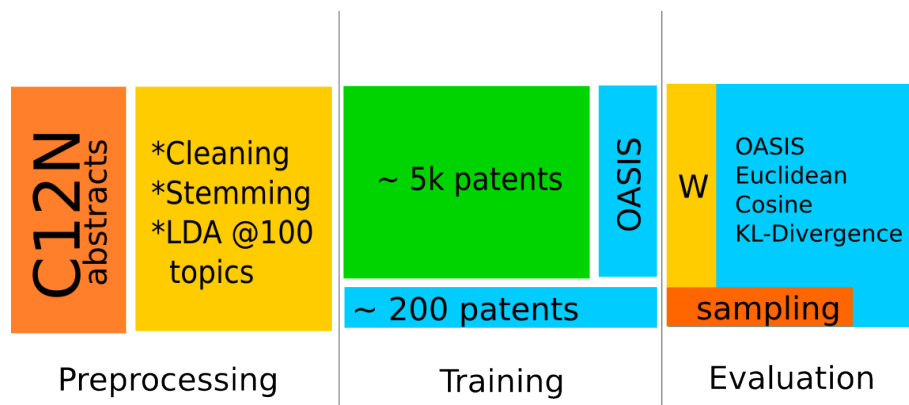 C12N
abstracts
*Cleaning
*Stemming
*LDA @100
topics
~ 5k patents
OASIS
~ 200 patents
W
OASIS
Euclidean
Cosine
KL-Divergence
sampling
Preprocessing
Training
Evaluation